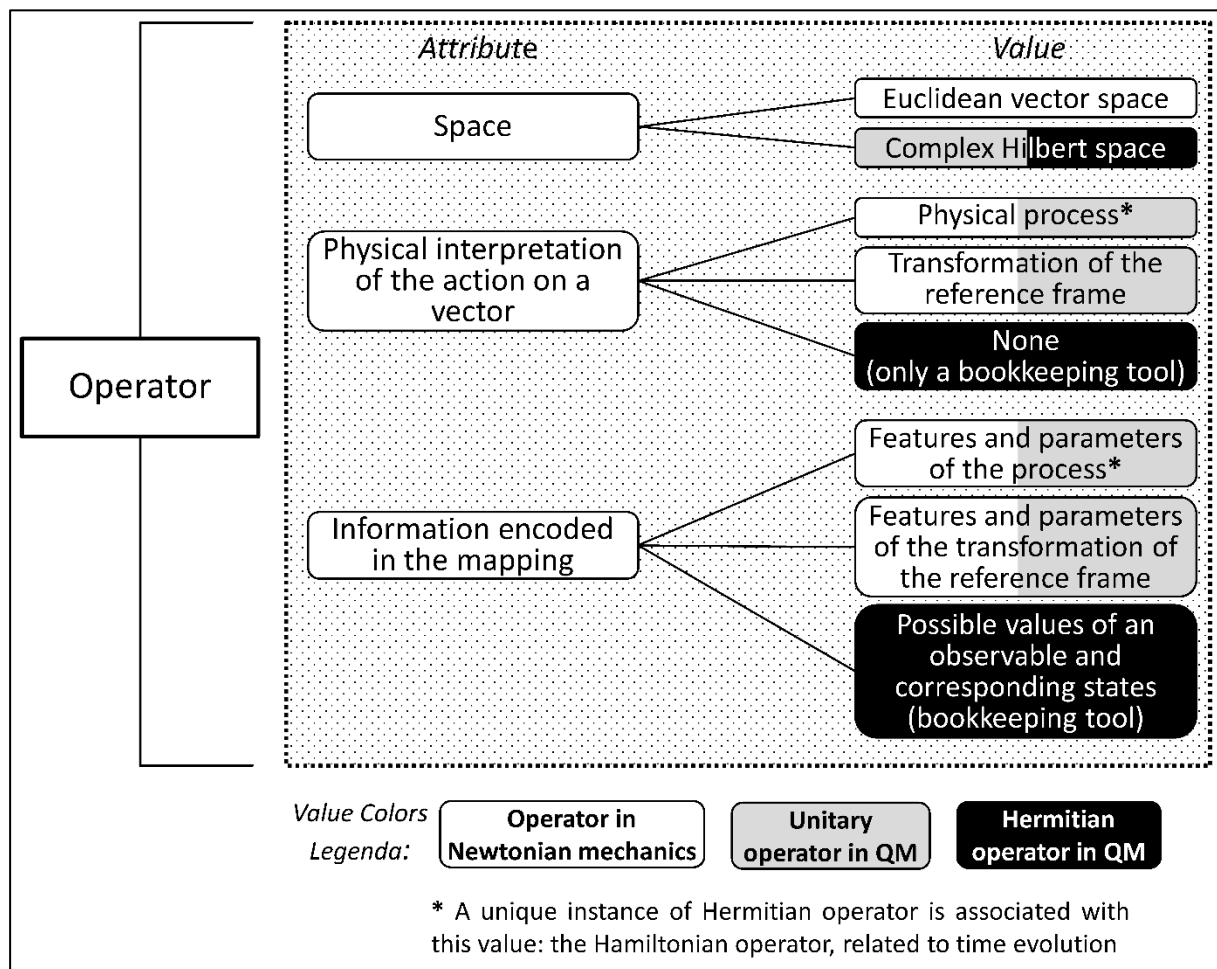 Attribute
Value
Operator
Space
Euclidean vector space
Complex Hilbert space
Physical interpretation
of the action on a
vector
Physical process*
Transformation of the
reference frame
None
(only a bookkeeping tool)
Information encoded
in the mapping
Features and parameters
of the process*
Features and parameters
of the transformation of
the reference frame
Possible values of an
observable and
corresponding states
(bookkeeping tool)
Value Colors
Legenda:
Operator in
Newtonian mechanics
Unitary
operator in QM
Hermitian
operator in QM
* A unique instance of Hermitian operator is associated with
this value: the Hamiltonian operator, related to time evolution